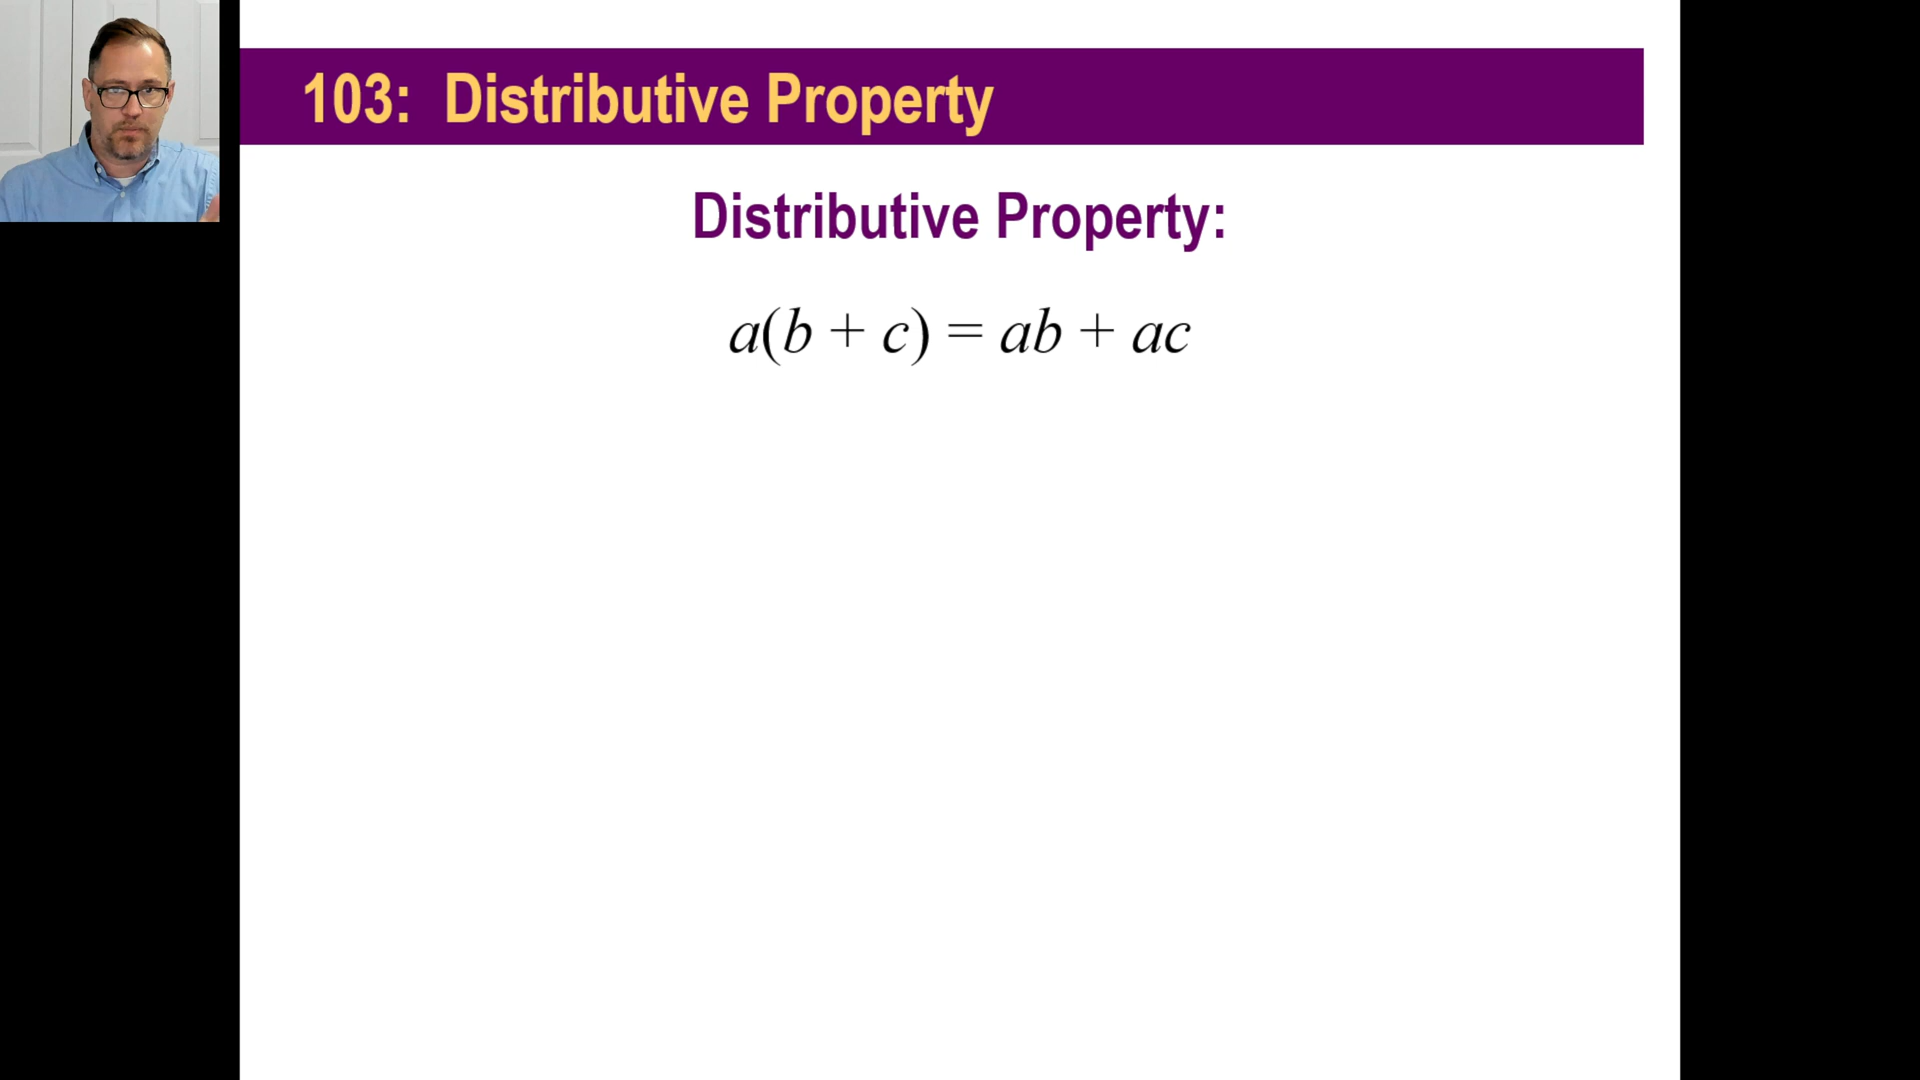 103: Distributive Property
Distributive Property:
a(b + c) = ab + ac